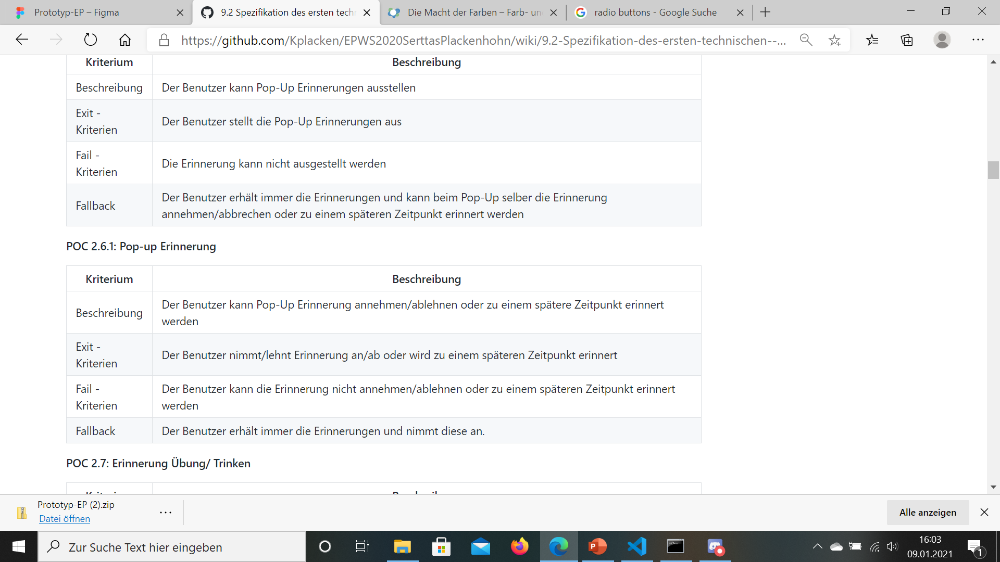 Prototyp-EP – Figma
9.2 Spezifikation des ersten techn
Die Macht der Farben – Farb- un
radio buttons - Google Suche
https://github.com/Kplacken/EPWS2020SerttasPlackenhohn/wiki/9.2-Spezifikation-des-ersten-technischen--...
Kriterium Beschreibung
Beschreibung Der Benutzer kann Pop-Up Erinnerungen ausstellen
Exit -
Kriterien
Der Benutzer stellt die Pop-Up Erinnerungen aus
Fail -
Kriterien
Die Erinnerung kann nicht ausgestellt werden
Fallback
Der Benutzer erhält immer die Erinnerungen und kann beim Pop-Up selber die Erinnerung
annehmen/abbrechen oder zu einem späteren Zeitpunkt erinnert werden
POC 2.6.1: Pop-up Erinnerung
Kriterium Beschreibung
Beschreibung
Der Benutzer kann Pop-Up Erinnerung annehmen/ablehnen oder zu einem spätere Zeitpunkt erinnert
werden
Exit -
Kriterien
Der Benutzer nimmt/lehnt Erinnerung an/ab oder wird zu einem späteren Zeitpunkt erinnert
Fail -
Kriterien
Der Benutzer kann die Erinnerung nicht annehmen/ablehnen oder zu einem späteren Zeitpunkt erinnert
werden
Fallback Der Benutzer erhält immer die Erinnerungen und nimmt diese an.
POC 2.7: Erinnerung Übung/ Trinken
Prototyp-EP (2).zip
Datei öffnen
Alle anzeigen
Zur Suche Text hier eingeben
16:03
09.01.2021
1